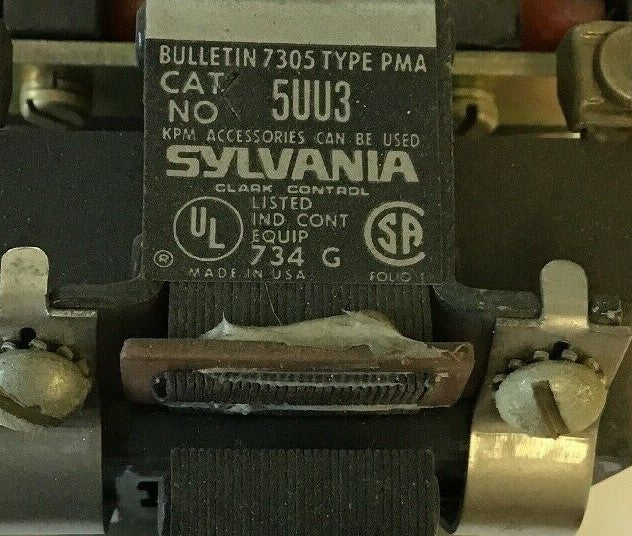 BULLETIN 7305 TYPE PMA
CAT
NO 5UU3
KPM ACCESSORIES CAN BE USED
SYLVANIA
CLARK CONTROL
LISTED
IND CONT
EQUIP
734 G
UL
SA
®
MADE IN USA
FOLIO 1